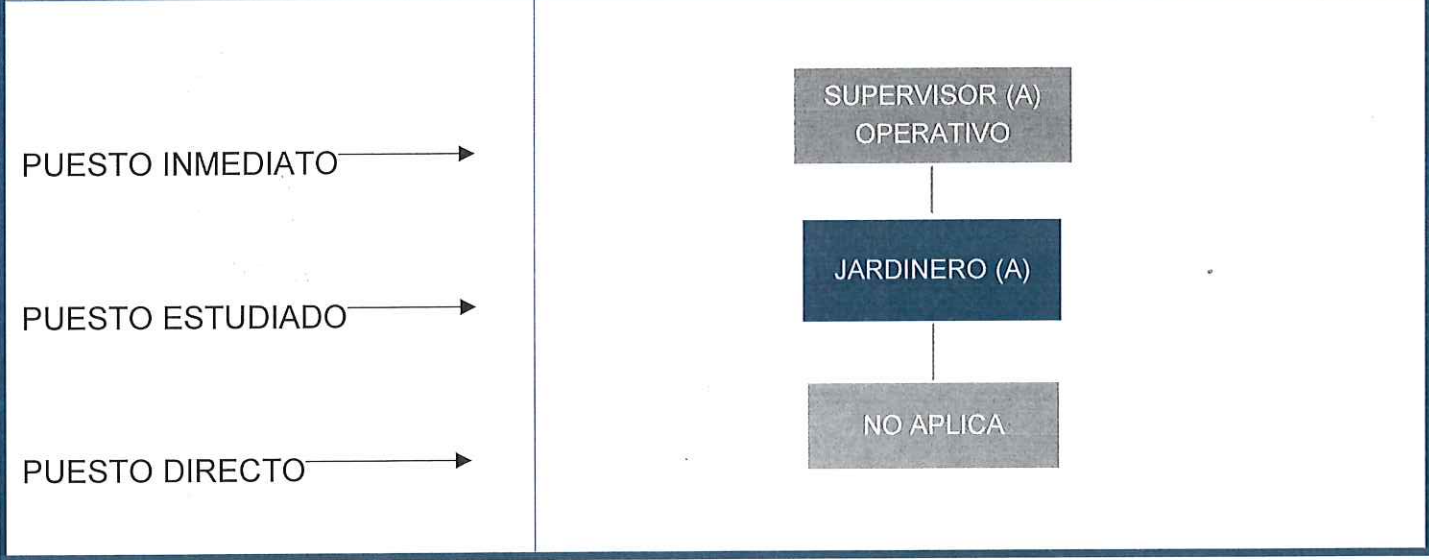 SUPERVISOR (A)
OPERATIVO
PUESTO INMEDIATO
JARDINERO (A)
PUESTO ESTUDIADO
NO APLICA
PUESTO DIRECTO